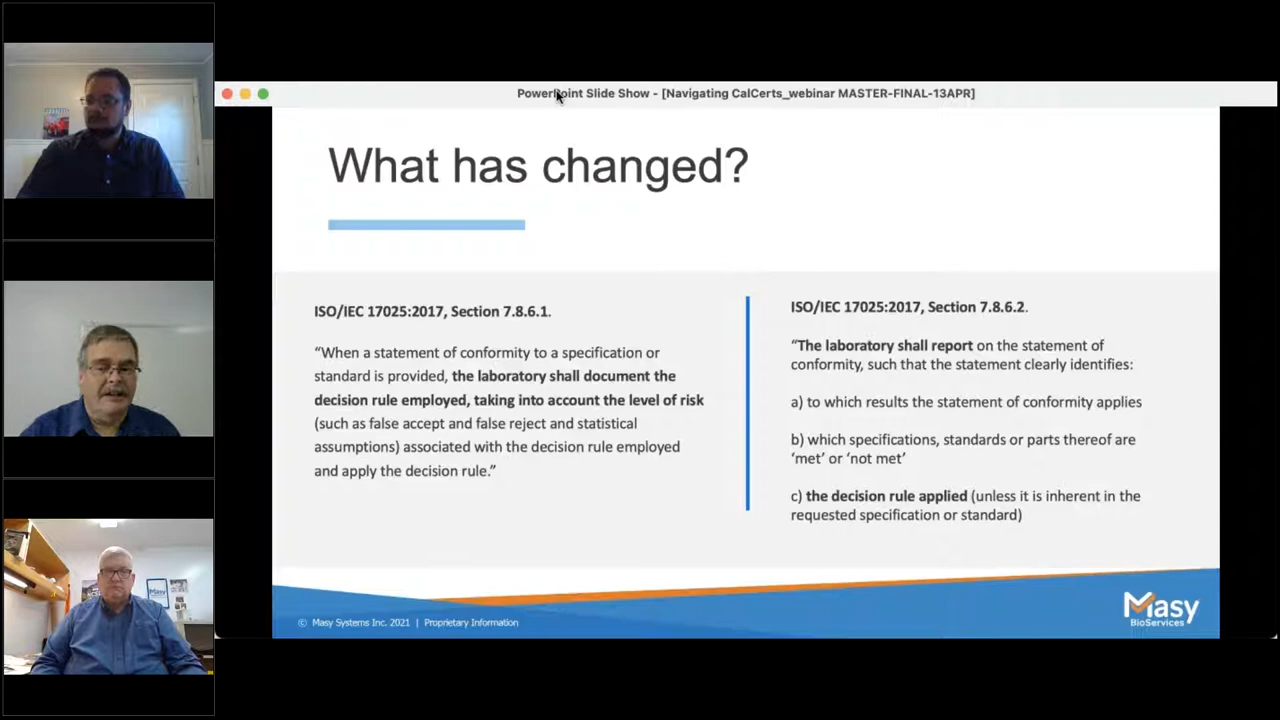 PowerPoint Slide Show - [Navigating CalCerts_webinar MASTER-FINAL-13APR]
What has changed?
ISO/IEC 17025:2017, Section 7.8.6.1.
“When a statement of conformity to a specification or
standard is provided, the laboratory shall document the
decision rule employed, taking into account the level of risk
(such as false accept and false reject and statistical
assumptions) associated with the decision rule employed
and apply the decision rule.”
ISO/IEC 17025:2017, Section 7.8.6.2.
“The laboratory shall report on the statement of
conformity, such that the statement clearly identifies:
a) to which results the statement of conformity applies
b) which specifications, standards or parts thereof are
‘met’ or ‘not met’
c) the decision rule applied (unless it is inherent in the
requested specification or standard)
© Masy Systems Inc. 2021 | Proprietary Information
Masy
BioServices
Masy